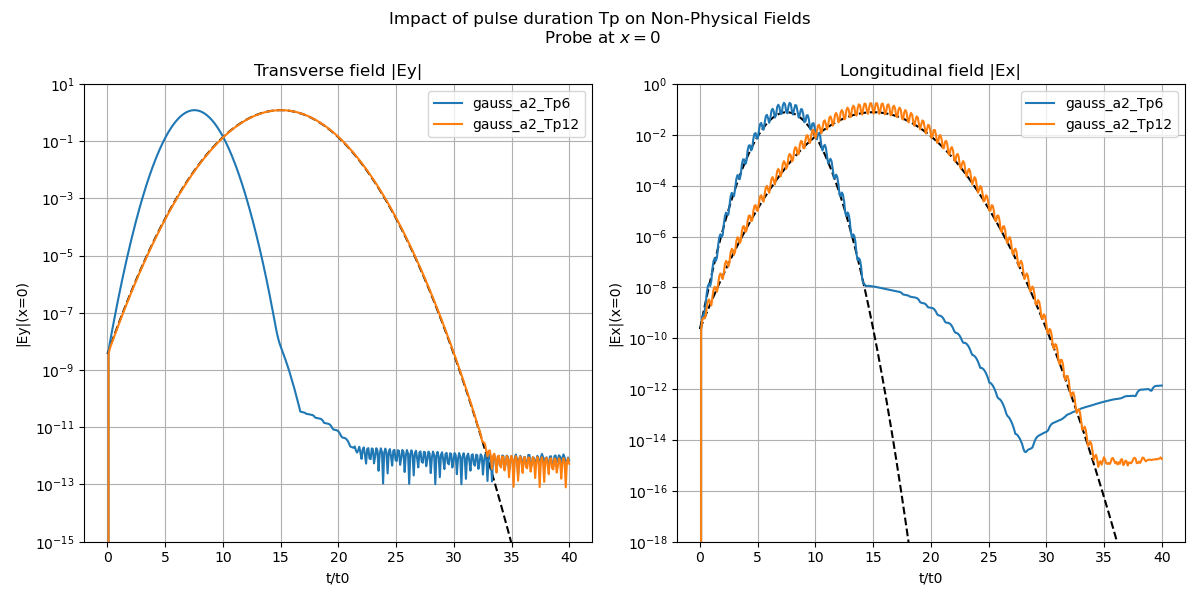 Impact of pulse duration Tp on Non-Physical Fields
Probe at x = 0
Transverse field |Ey|
|Ey|(x=0)
10^1
10^-1
10^-3
10^-5
10^-7
10^-9
10^-11
10^-13
10^-15
gauss_a2_Tp6
gauss_a2_Tp12
0 5 10 15 20 25 30 35 40
t/t0
Longitudinal field |Ex|
|Ex|(x=0)
10^0
10^-2
10^-4
10^-6
10^-8
10^-10
10^-12
10^-14
10^-16
10^-18
gauss_a2_Tp6
gauss_a2_Tp12
0 5 10 15 20 25 30 35 40
t/t0